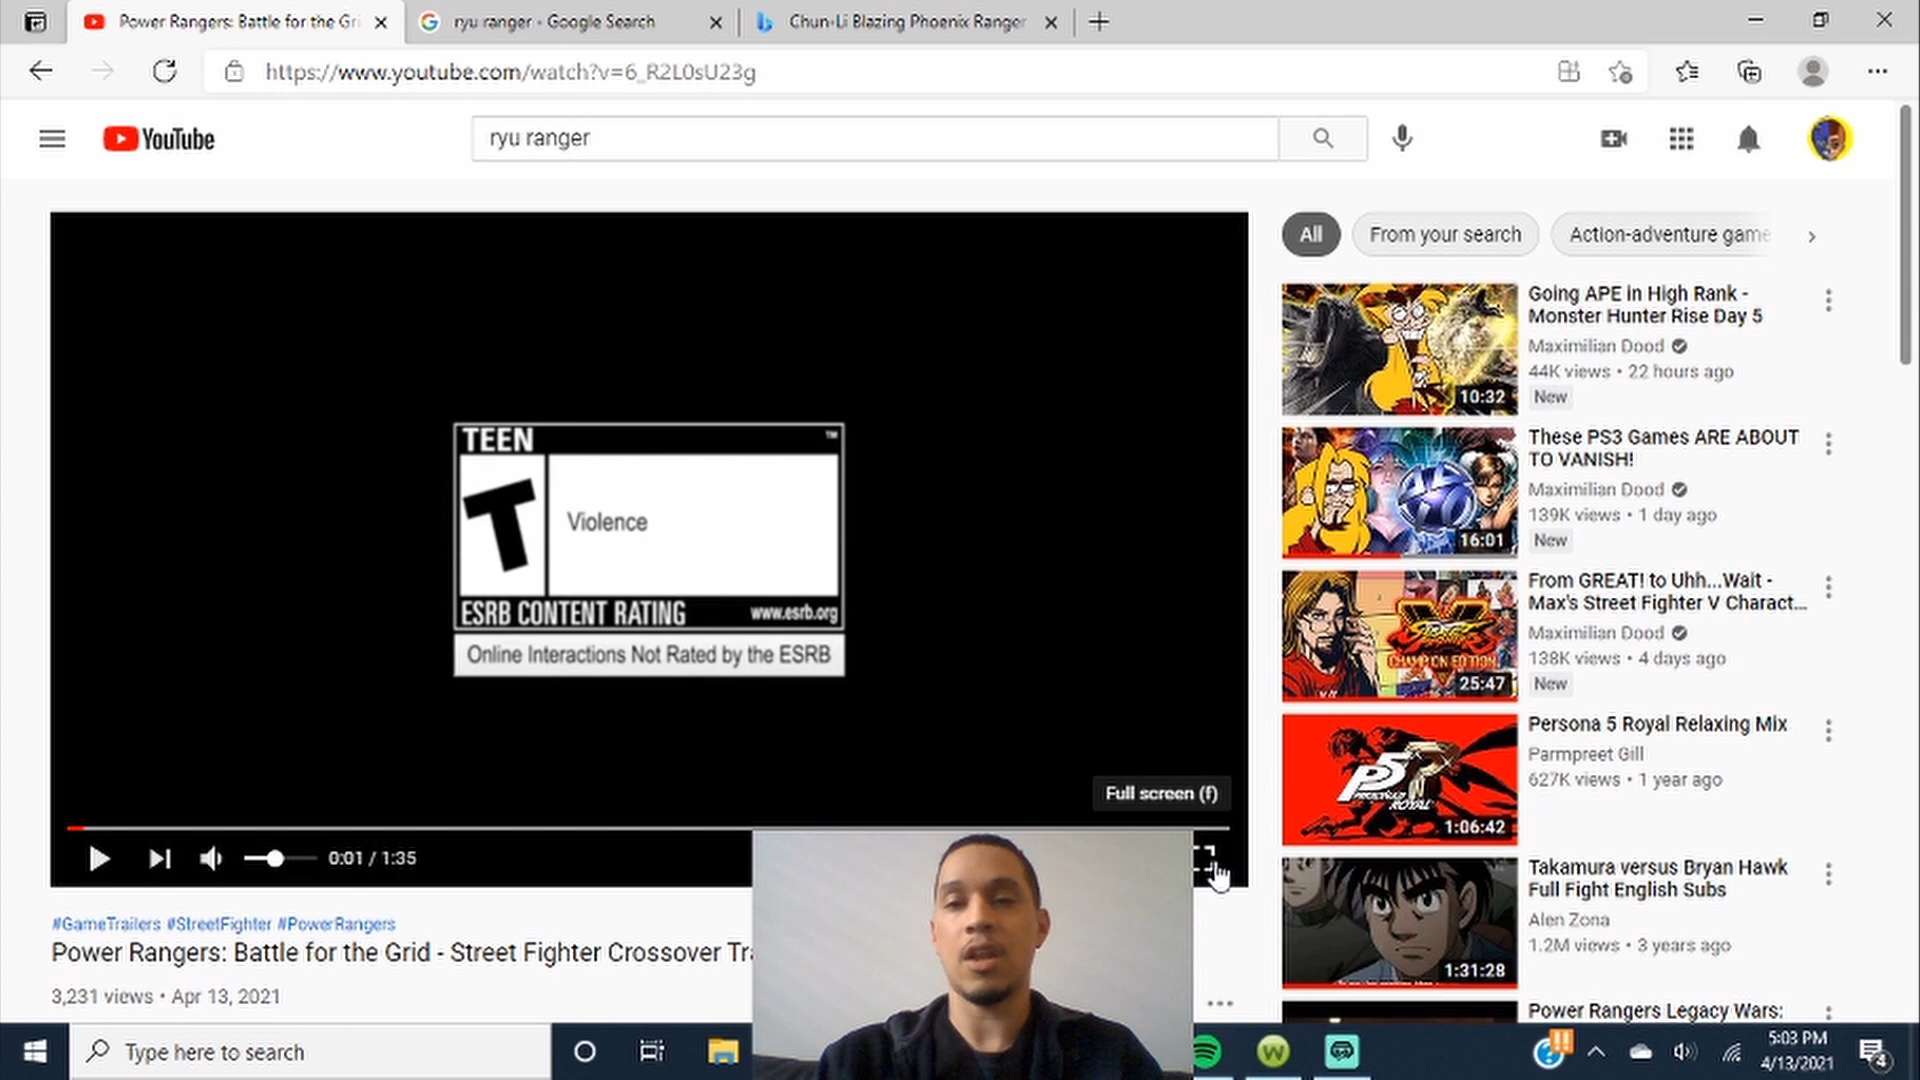 Power Rangers: Battle for the Gri
ryu ranger - Google Search
Chun-Li Blazing Phoenix Ranger
https://www.youtube.com/watch?v=6_R2L0sU23g
YouTube
ryu ranger
All
From your search
Action-adventure game
TEEN
TM
T
Violence
ESRB CONTENT RATING
www.esrb.org
Online Interactions Not Rated by the ESRB
Full screen (f)
0:01 / 1:35
#GameTrailers #StreetFighter #PowerRangers
Power Rangers: Battle for the Grid - Street Fighter Crossover Tr
3,231 views • Apr 13, 2021
Going APE in High Rank -
Monster Hunter Rise Day 5
Maximilian Dood
44K views • 22 hours ago
New
10:32
These PS3 Games ARE ABOUT
TO VANISH!
Maximilian Dood
139K views • 1 day ago
New
16:01
From GREAT! to Uhh...Wait -
Max's Street Fighter V Charact...
Maximilian Dood
138K views • 4 days ago
New
CHAMPION EDITION
25:47
Persona 5 Royal Relaxing Mix
Parmpreet Gill
627K views • 1 year ago
P5
ROYAL
1:06:42
Takamura versus Bryan Hawk
Full Fight English Subs
Alen Zona
1.2M views • 3 years ago
1:31:28
Power Rangers Legacy Wars:
Type here to search
W
5:03 PM
4/13/2021
4